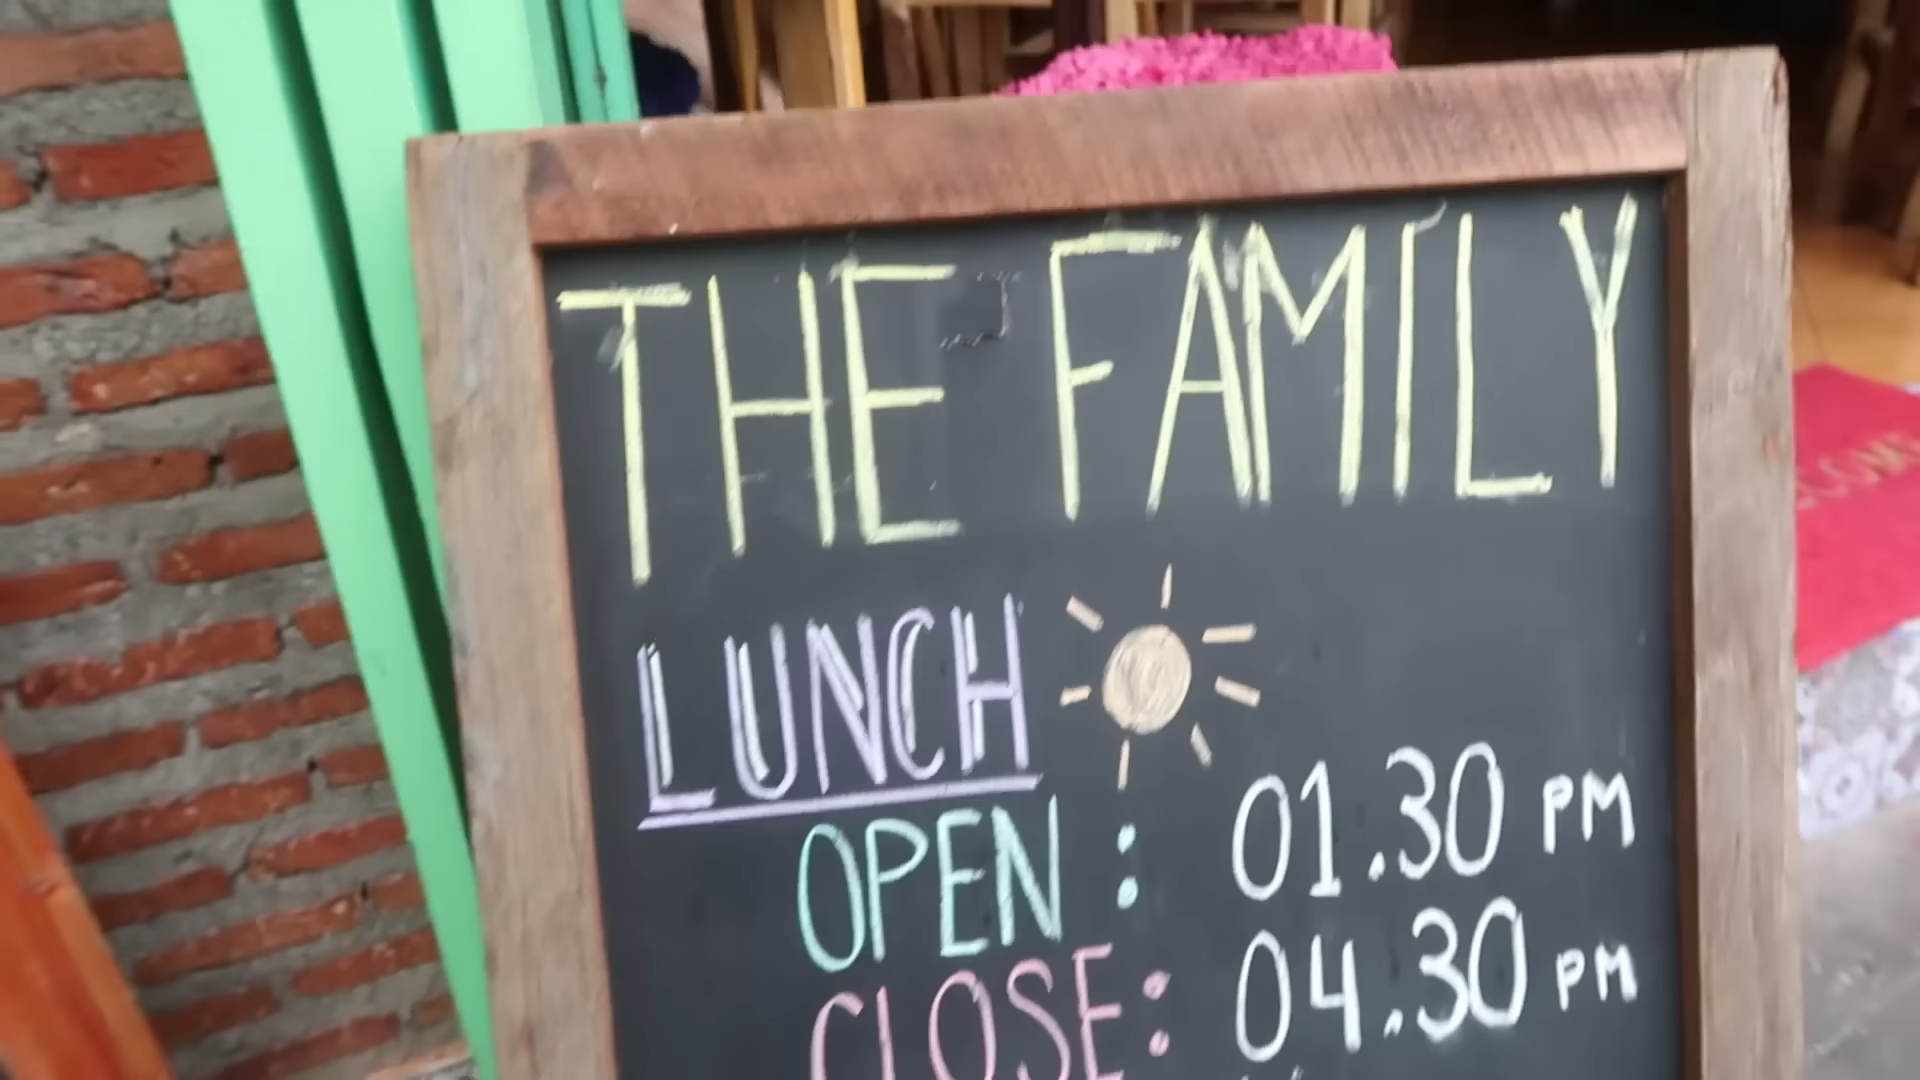 THE FAMILY
LUNCH
OPEN : 01.30 PM
CLOSE : 04.30 PM